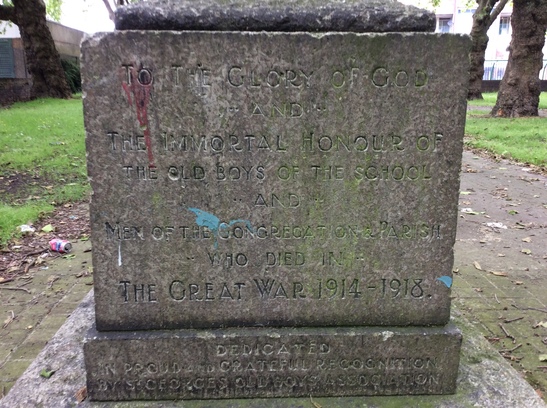 TO THE GLORY OF GOD
- AND -
THE IMMORTAL HONOUR OF
THE OLD BOYS OF THE SCHOOL
- AND -
MEN OF THE CONGREGATION & PARISH
- WHO DIED IN -
THE GREAT WAR 1914-1918.
DEDICATED
IN PROUD AND GRATEFUL RECOGNITION
BY ST GEORGE'S OLD BOYS ASSOCIATION